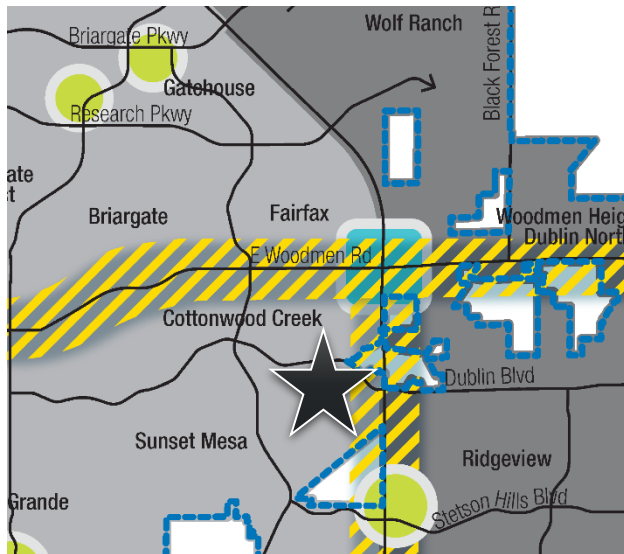 Wolf Ranch
Briargate Pkwy
Black Forest R
Gatehouse
Research Pkwy
ate
t
Briargate
Fairfax
Woodmen Heig
Dublin North
E Woodmen Rd
Cottonwood Creek
Dublin Blvd
Sunset Mesa
Ridgeview
Grande
Stetson Hills Blvd